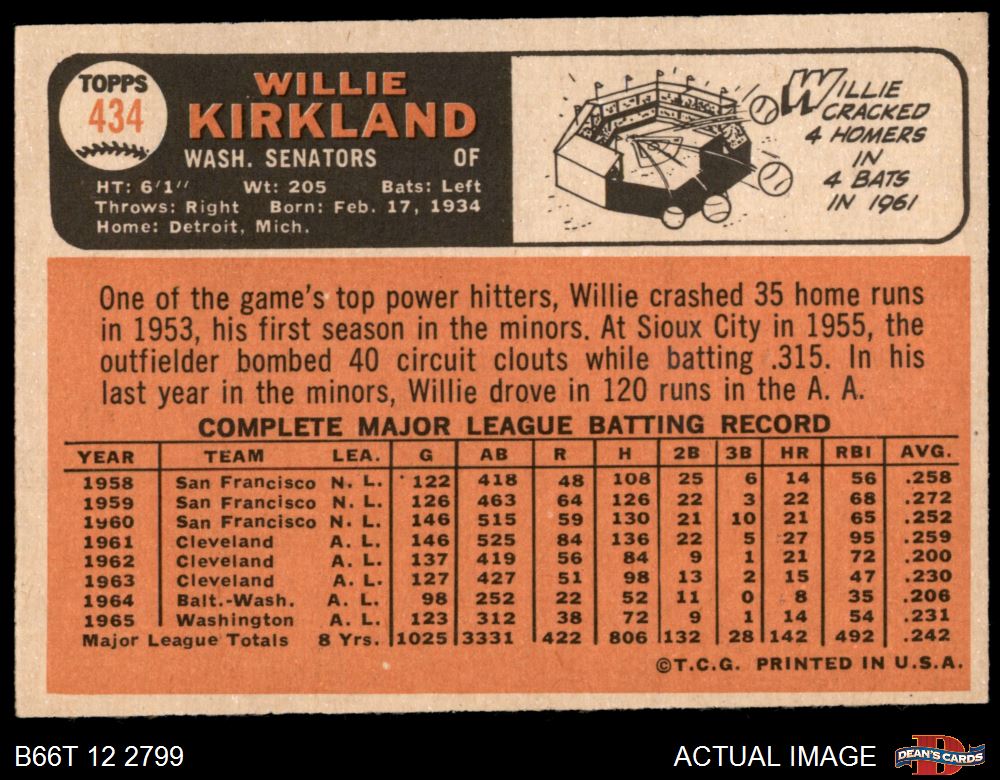 TOPPS
434
WILLIE
KIRKLAND
WASH. SENATORS OF
HT: 6'1" Wt: 205 Bats: Left
Throws: Right Born: Feb. 17, 1934
Home: Detroit, Mich.
WILLIE
CRACKED
4 HOMERS
IN
4 BATS
IN 1961
One of the game's top power hitters, Willie crashed 35 home runs
in 1953, his first season in the minors. At Sioux City in 1955, the
outfielder bombed 40 circuit clouts while batting .315. In his
last year in the minors, Willie drove in 120 runs in the A. A.
COMPLETE MAJOR LEAGUE BATTING RECORD
YEAR TEAM LEA. G AB R H 2B 3B HR RBI AVG.
1958 San Francisco N. L. 122 418 48 108 25 6 14 56 .258
1959 San Francisco N. L. 126 463 64 126 22 3 22 68 .272
1960 San Francisco N. L. 146 515 59 130 21 10 21 65 .252
1961 Cleveland A. L. 146 525 84 136 22 5 27 95 .259
1962 Cleveland A. L. 137 419 56 84 9 1 21 72 .200
1963 Cleveland A. L. 127 427 51 98 13 2 15 47 .230
1964 Balt.-Wash. A. L. 98 252 22 52 11 0 8 35 .206
1965 Washington A. L. 123 312 38 72 9 1 14 54 .231
Major League Totals 8 Yrs. 1025 3331 422 806 132 28 142 492 .242
©T.C.G. PRINTED IN U.S.A.
B66T 12 2799
ACTUAL IMAGE
DEAN'S CARDS